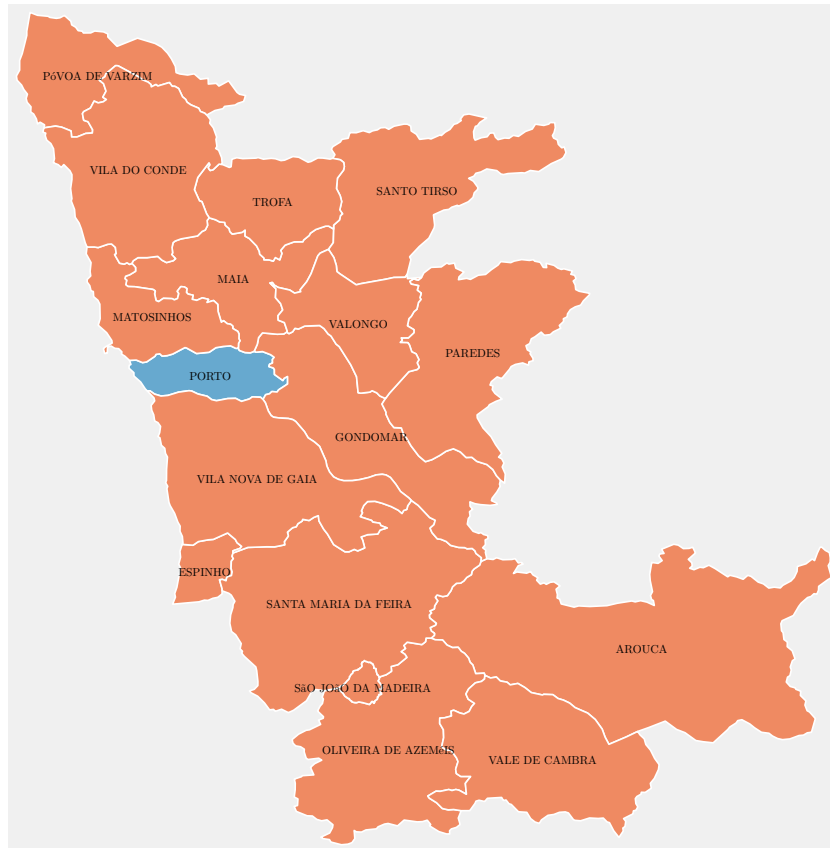 PóVOA DE VARZIM
VILA DO CONDE
SANTO TIRSO
TROFA
MAIA
MATOSINHOS
VALONGO
PAREDES
PORTO
GONDOMAR
VILA NOVA DE GAIA
ESPINHO
SANTA MARIA DA FEIRA
AROUCA
SãO JOãO DA MADEIRA
OLIVEIRA DE AZEMéIS
VALE DE CAMBRA